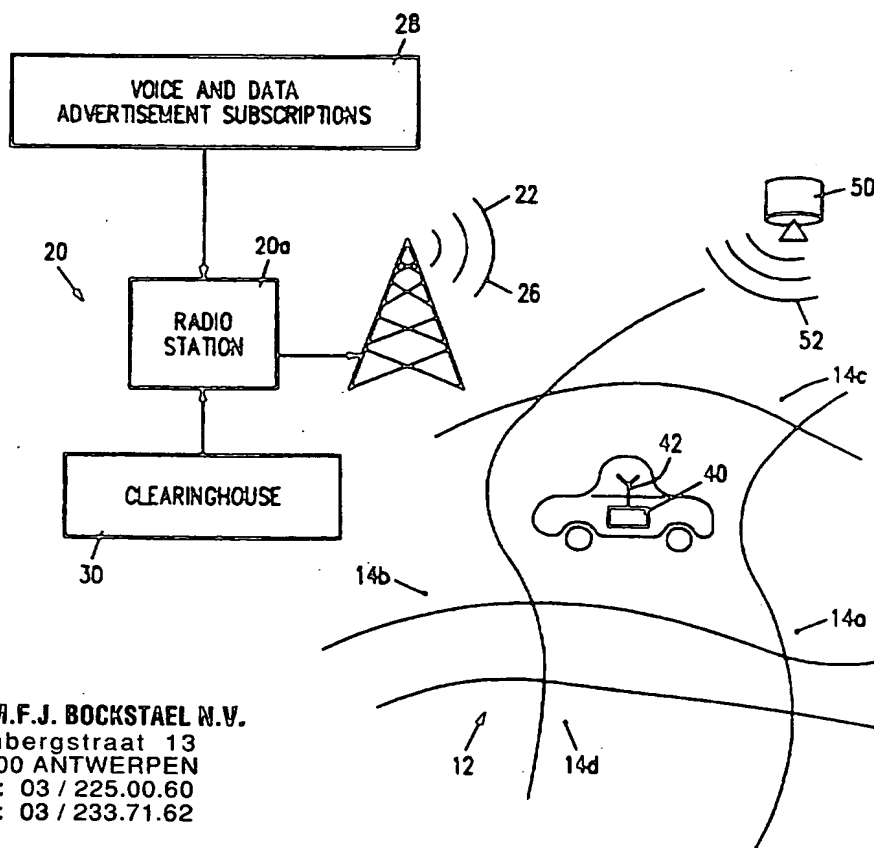 28
VOICE AND DATA
ADVERTISEMENT SUBSCRIPTIONS
50
22
20
20a
26
RADIO
STATION
52
14c
42
40
CLEARINGHOUSE
30
14b
14a
.F.J. BOCKSTAEL N.V.
bergstraat 13
00 ANTWERPEN
: 03 / 225.00.60
: 03 / 233.71.62
12
14d